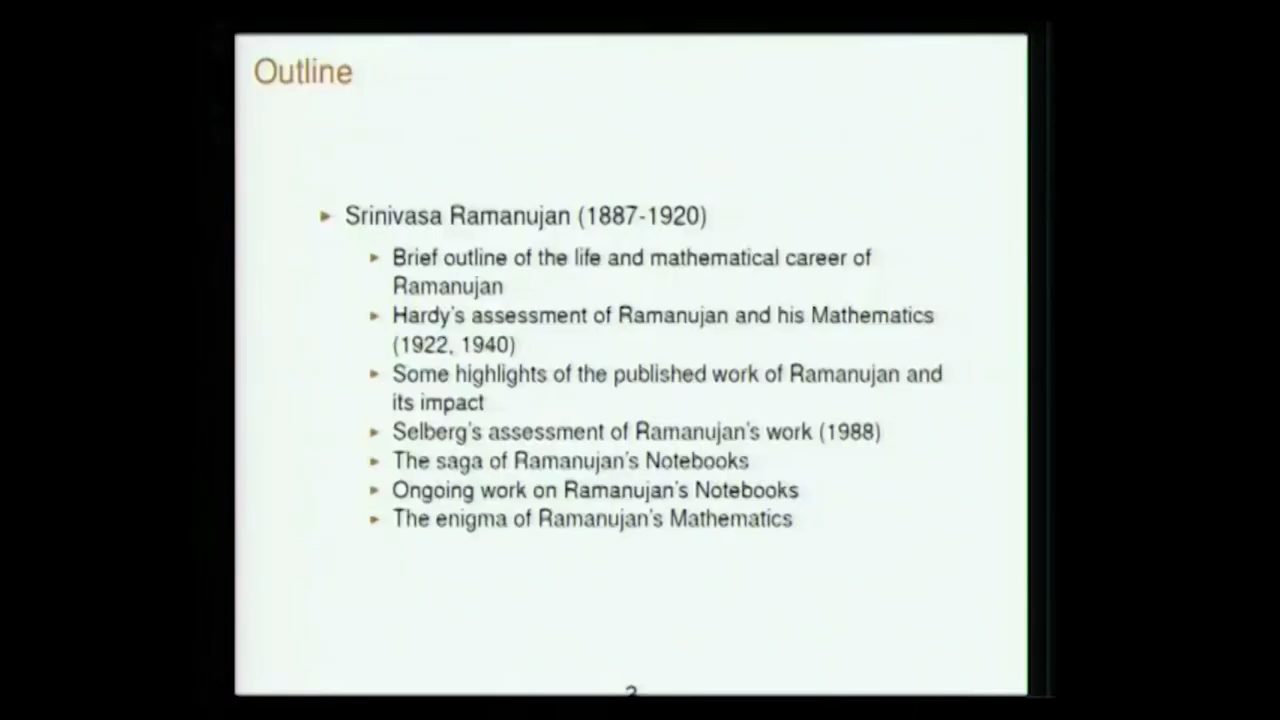 Outline
Srinivasa Ramanujan (1887-1920)
Brief outline of the life and mathematical career of
Ramanujan
Hardy's assessment of Ramanujan and his Mathematics
(1922, 1940)
Some highlights of the published work of Ramanujan and
its impact
Selberg's assessment of Ramanujan's work (1988)
The saga of Ramanujan's Notebooks
Ongoing work on Ramanujan's Notebooks
The enigma of Ramanujan's Mathematics